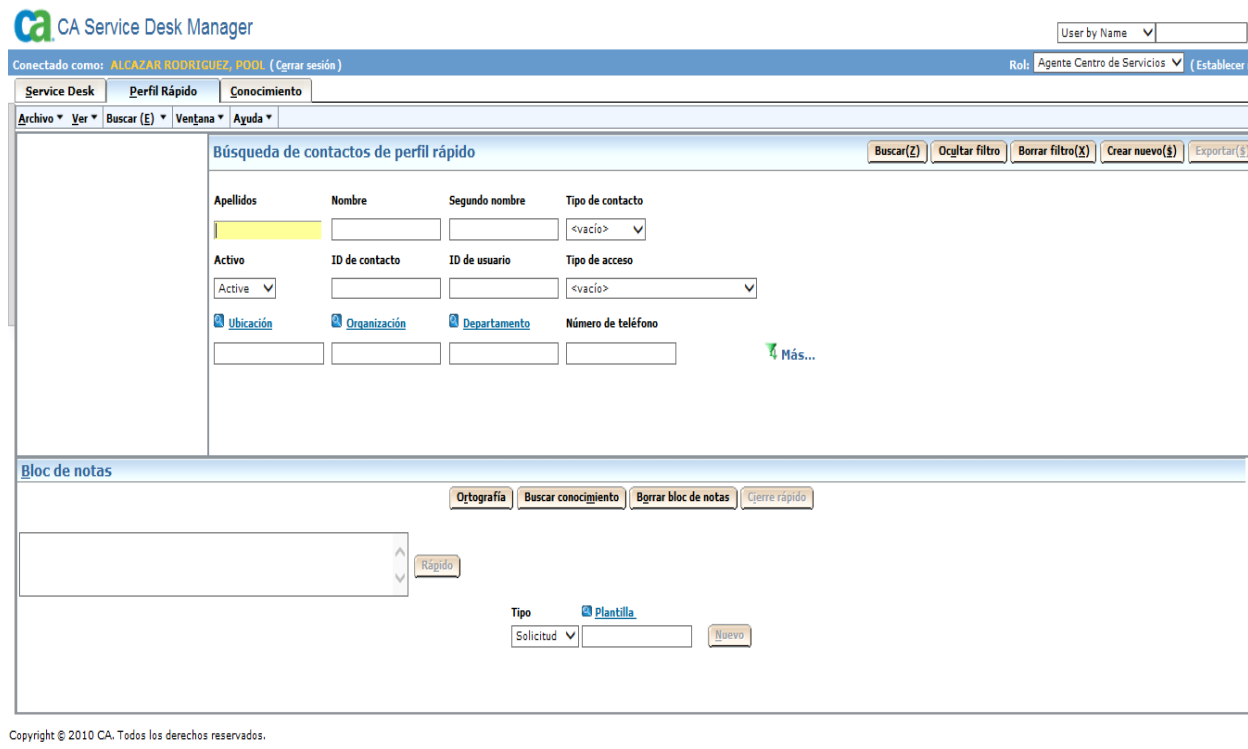 ca CA Service Desk Manager
User by Name
Conectado como: ALCAZAR RODRIGUEZ, POOL ( Cerrar sesión )
Rol: Agente Centro de Servicios ( Establecer
Service Desk Perfil Rápido Conocimiento
Archivo Ver Buscar (E) Ventana Ayuda
Búsqueda de contactos de perfil rápido
Buscar(Z) Ocultar filtro Borrar filtro(X) Crear nuevo($) Exportar($)
Apellidos Nombre Segundo nombre Tipo de contacto
<vacío>
Activo ID de contacto ID de usuario Tipo de acceso
Active <vacío>
Ubicación Organización Departamento Número de teléfono
Más...
Bloc de notas
Ortografía Buscar conocimiento Borrar bloc de notas Cierre rápido
Rápido
Tipo Plantilla
Solicitud Nuevo
Copyright © 2010 CA. Todos los derechos reservados.